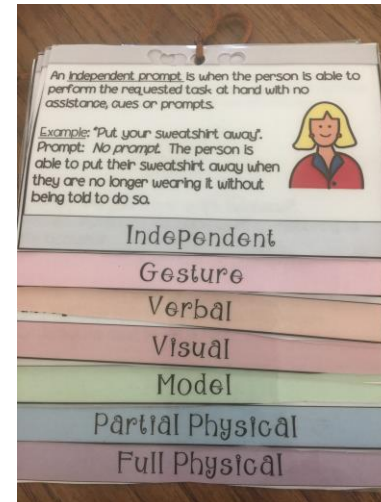 An Independent prompt is when the person is able to
perform the requested task at hand with no
assistance, cues or prompts.
Example: "Put your sweatshirt away".
Prompt: No prompt. The person is
able to put their sweatshirt away when
they are no longer wearing it without
being told to do so.
Independent
Gesture
Verbal
Visual
Model
Partial Physical
Full Physical